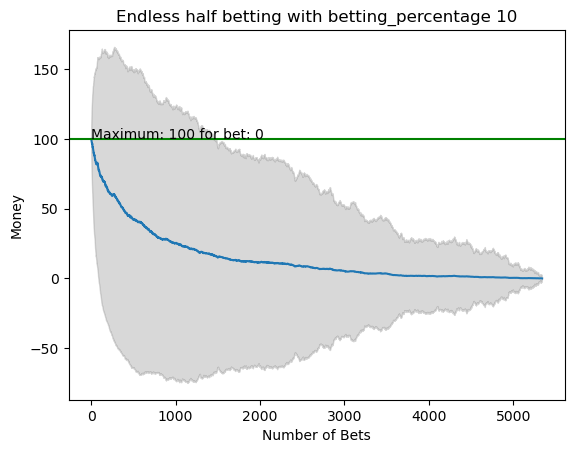 Endless half betting with betting_percentage 10
150
Maximum: 100 for bet: 0
100
50
0
−50
Money
0
1000
2000
3000
4000
5000
Number of Bets